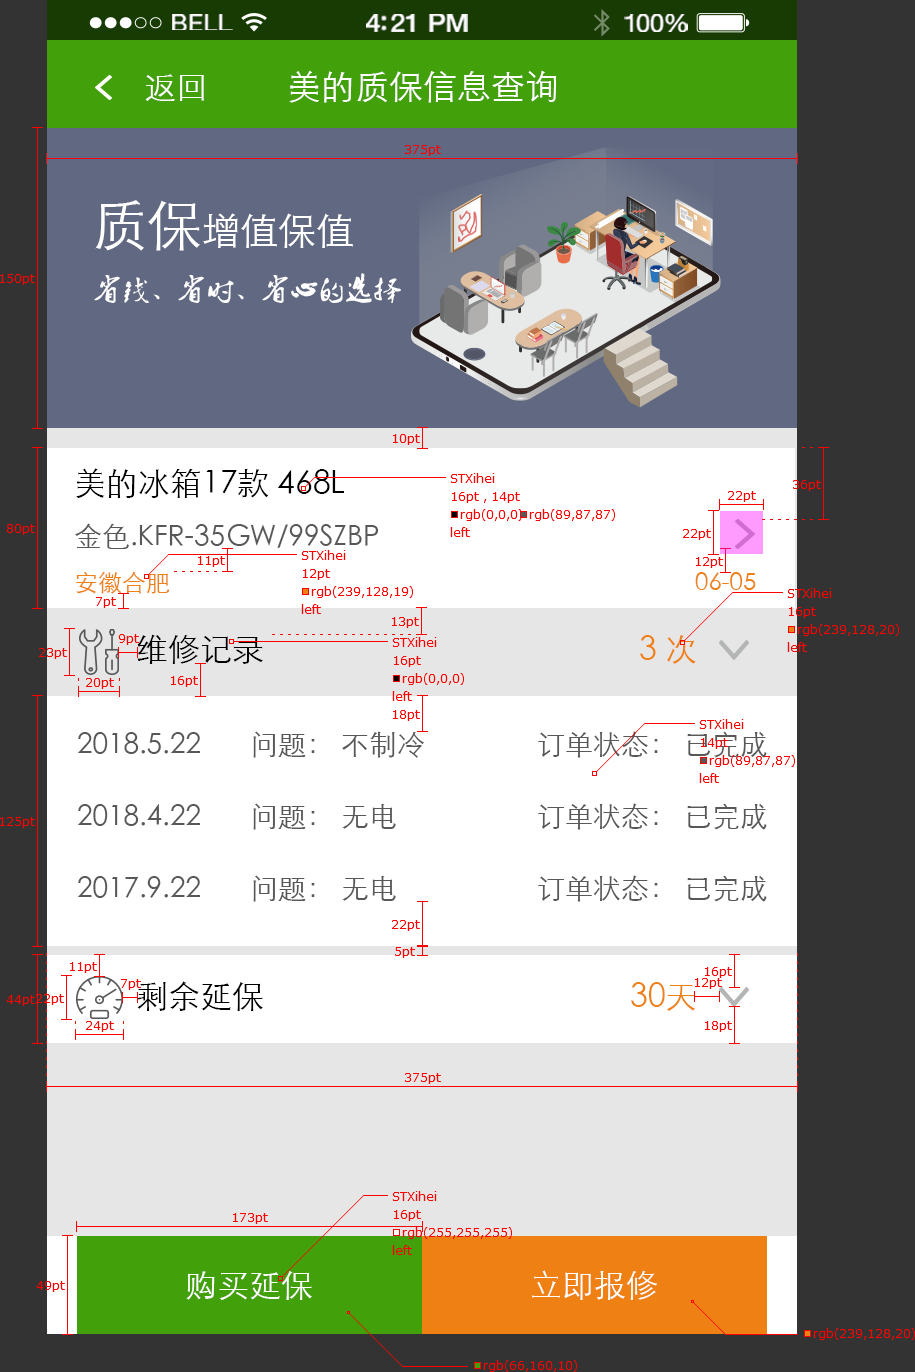 BELL 4:21 PM 100%
返回 美的质保信息查询
375pt
质保增值保值
150pt
省钱、省时、省心的选择
10pt
美的冰箱17款 468L
STXihei
16pt , 14pt
rgb(0,0,0) rgb(89,87,87)
left
36pt
22pt
80pt
金色.KFR-35GW/99SZBP
22pt
11pt
STXihei
12pt
rgb(239,128,19)
left
12pt
安徽合肥
06-05
7pt
STXihei
16pt
rgb(239,128,20)
left
13pt
23pt
9pt
维修记录
3 次
20pt
16pt
STXihei
16pt
rgb(0,0,0)
left
18pt
STXihei
14pt
rgb(89,87,87)
left
2018.5.22 问题： 不制冷 订单状态： 已完成
2018.4.22 问题： 无电 订单状态： 已完成
125pt
2017.9.22 问题： 无电 订单状态： 已完成
22pt
5pt
11pt
44pt
22pt
7pt
剩余延保
30天
16pt
12pt
24pt
18pt
375pt
173pt
STXihei
16pt
rgb(255,255,255)
left
49pt
购买延保 立即报修
rgb(239,128,20)
rgb(66,160,10)